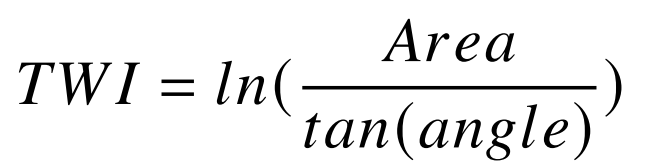 TWI = ln(Area / tan(angle))